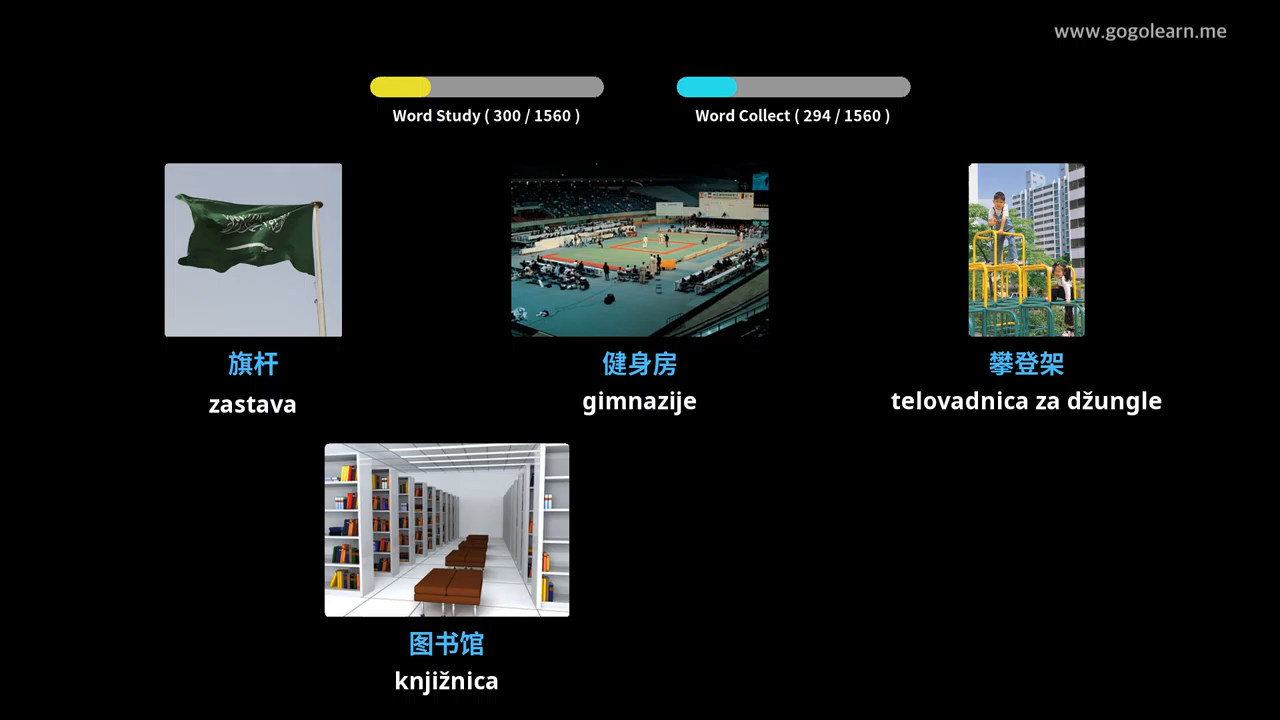 www.gogolearn.me
Word Study ( 300 / 1560 )
Word Collect ( 294 / 1560 )
旗杆
zastava
健身房
gimnazije
攀登架
telovadnica za džungle
图书馆
knjižnica